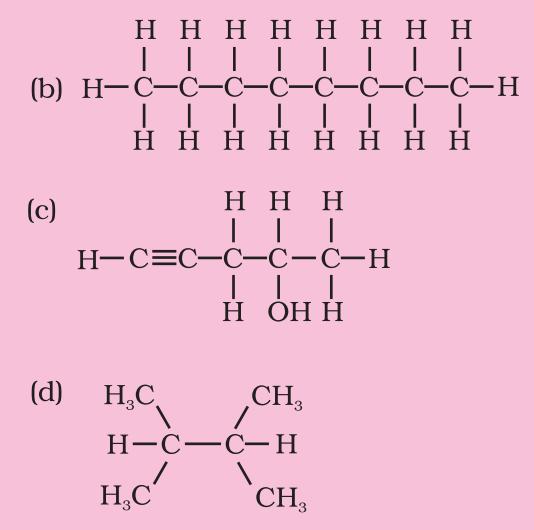 H H H H H H H H
(b) H—C—C—C—C—C—C—C—C—H
H H H H H H H H
(c)
H H H
H—C≡C—C—C—C—H
H OH H
(d)
H₃C CH₃
H—C—C—H
H₃C CH₃